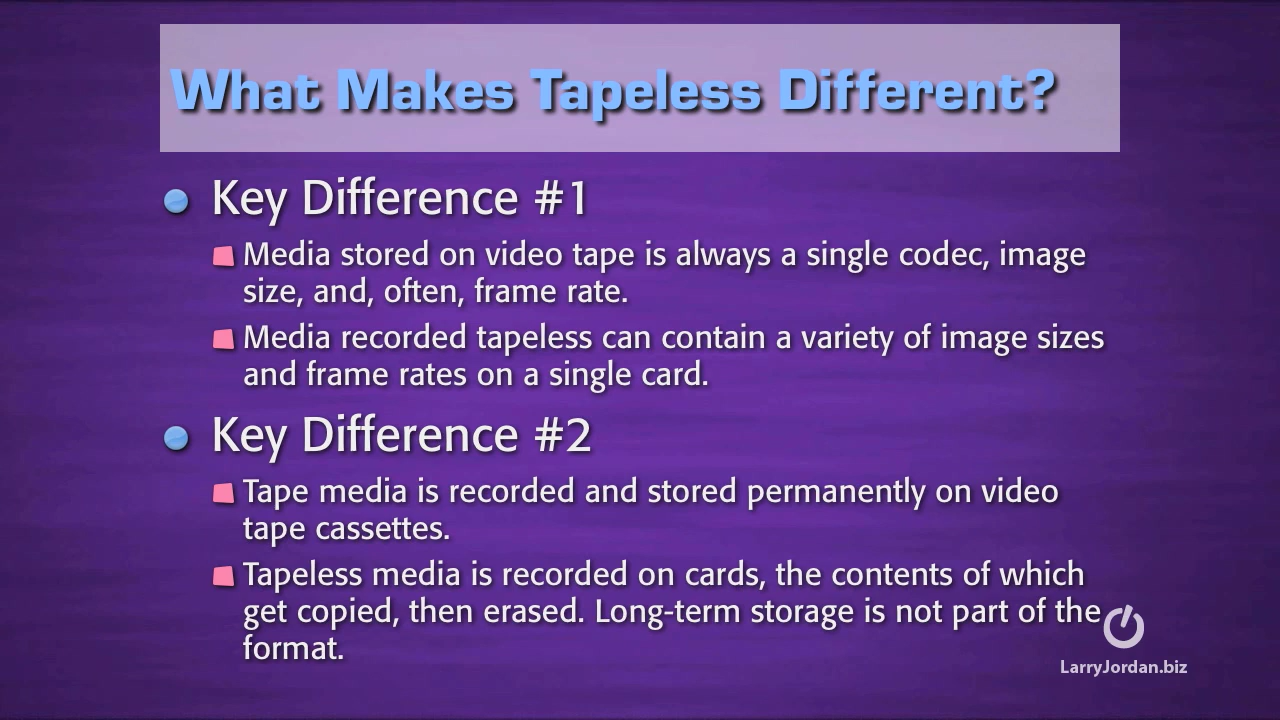 What Makes Tapeless Different?
Key Difference #1
Media stored on video tape is always a single codec, image
size, and, often, frame rate.
Media recorded tapeless can contain a variety of image sizes
and frame rates on a single card.
Key Difference #2
Tape media is recorded and stored permanently on video
tape cassettes.
Tapeless media is recorded on cards, the contents of which
get copied, then erased. Long-term storage is not part of the
format.
LarryJordan.biz